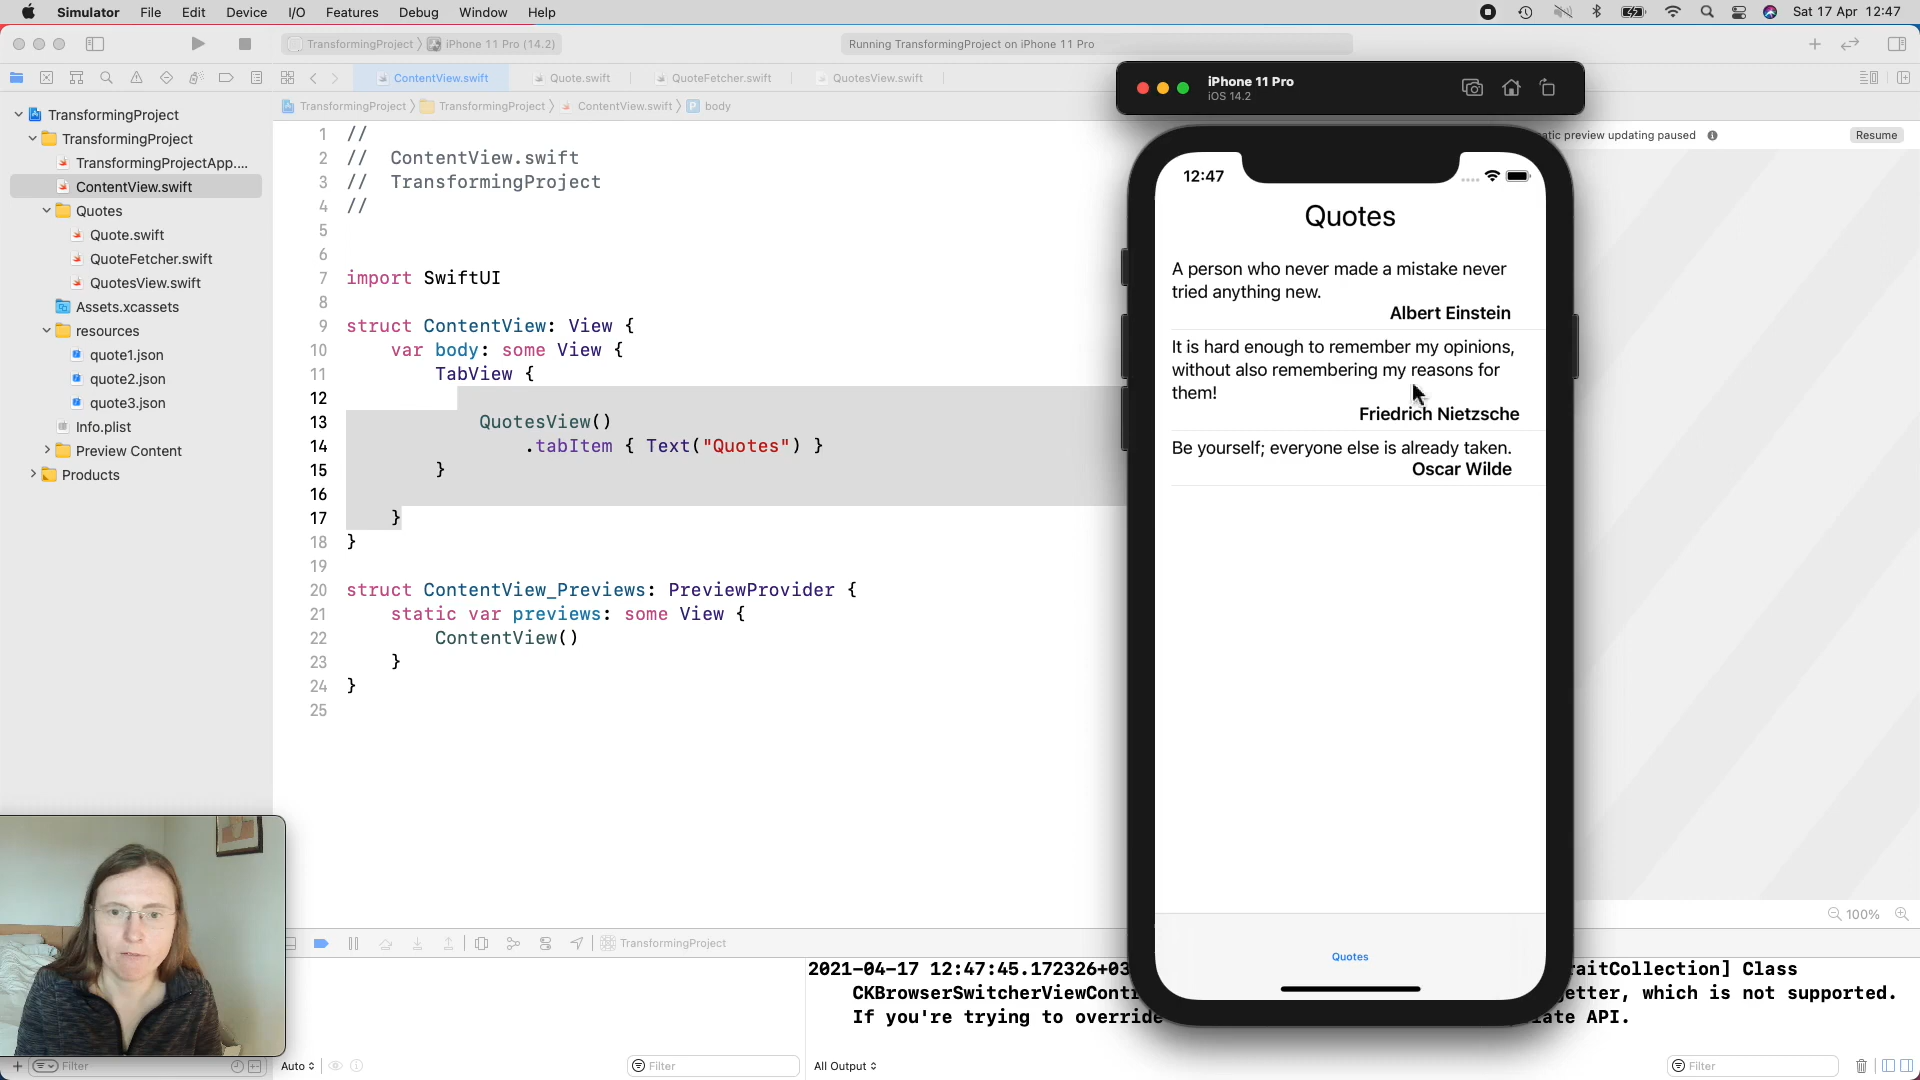 Simulator File Edit Device I/O Features Debug Window Help Sat 17 Apr 12:47
TransformingProject iPhone 11 Pro (14.2) Running TransformingProject on iPhone 11 Pro
ContentView.swift Quote.swift QuoteFetcher.swift QuotesView.swift
TransformingProject TransformingProject ContentView.swift body
TransformingProject
TransformingProject
TransformingProjectApp....
ContentView.swift
Quotes
Quote.swift
QuoteFetcher.swift
QuotesView.swift
Assets.xcassets
resources
quote1.json
quote2.json
quote3.json
Info.plist
Preview Content
Products
Filter
1 //
2 // ContentView.swift
3 // TransformingProject
4 //
5
6
7 import SwiftUI
8
9 struct ContentView: View {
10 var body: some View {
11 TabView {
12
13 QuotesView()
14 .tabItem { Text("Quotes") }
15 }
16
17 }
18 }
19
20 struct ContentView_Previews: PreviewProvider {
21 static var previews: some View {
22 ContentView()
23 }
24 }
25
iPhone 11 Pro
iOS 14.2
atic preview updating paused Resume
12:47
Quotes
A person who never made a mistake never
tried anything new.
Albert Einstein
It is hard enough to remember my opinions,
without also remembering my reasons for
them!
Friedrich Nietzsche
Be yourself; everyone else is already taken.
Oscar Wilde
Quotes
100%
TransformingProject
2021-04-17 12:47:45.172326+03 raitCollection] Class
CKBrowserSwitcherViewContr etter, which is not supported.
If you're trying to override iate API.
Auto Filter All Output Filter